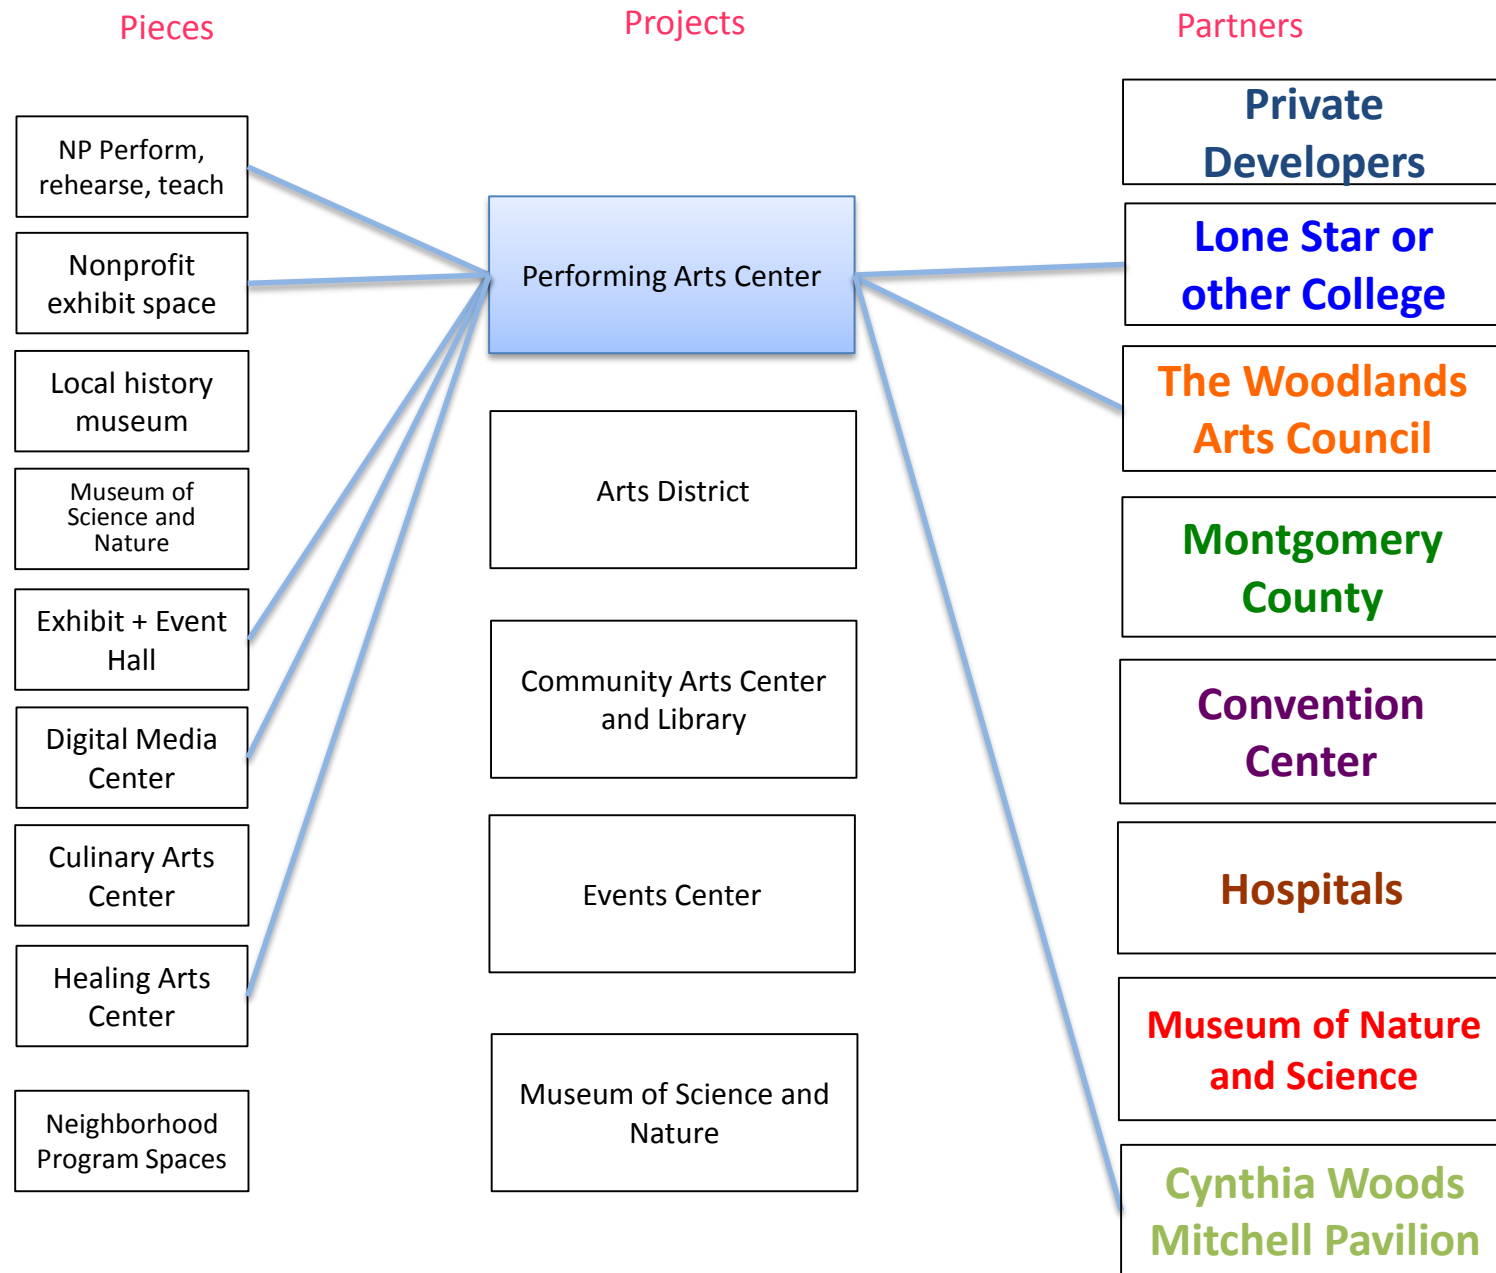 Pieces
Projects
Partners
NP Perform,
rehearse, teach
Nonprofit
exhibit space
Local history
museum
Museum of
Science and
Nature
Exhibit + Event
Hall
Digital Media
Center
Culinary Arts
Center
Healing Arts
Center
Neighborhood
Program Spaces
Performing Arts Center
Arts District
Community Arts Center
and Library
Events Center
Museum of Science and
Nature
Private
Developers
Lone Star or
other College
The Woodlands
Arts Council
Montgomery
County
Convention
Center
Hospitals
Museum of Nature
and Science
Cynthia Woods
Mitchell Pavilion